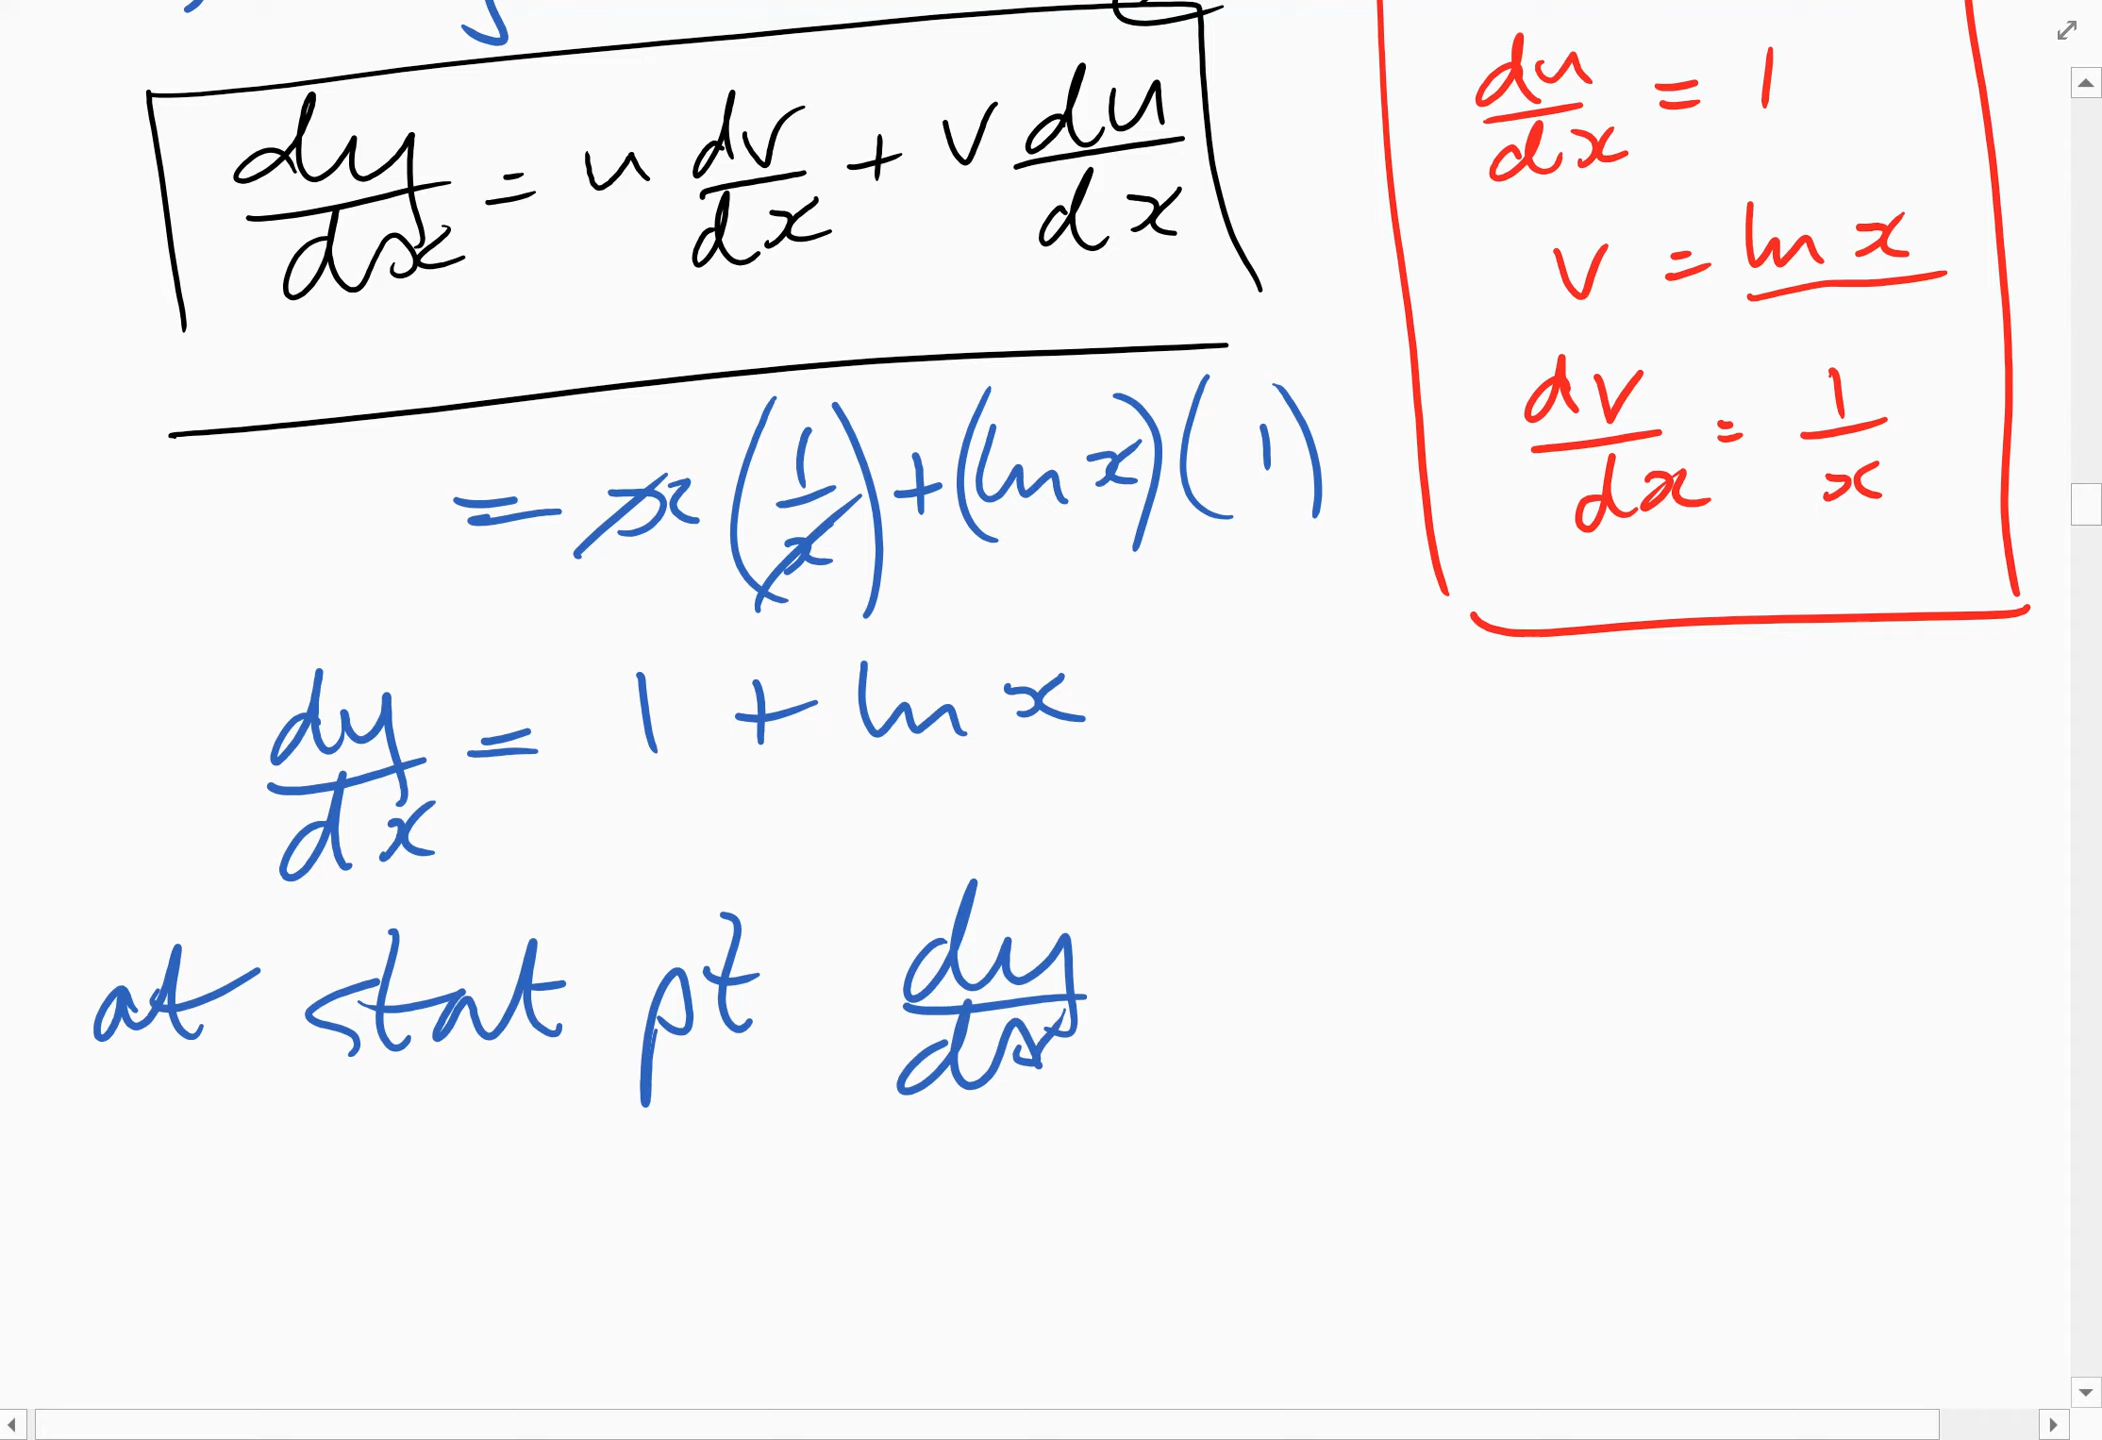 dy/dx = u dv/dx + v du/dx
= x (1/x) + (ln x)(1)
dy/dx = 1 + ln x
at stat pt dy/dx
du/dx = 1
v = ln x
dv/dx = 1/x